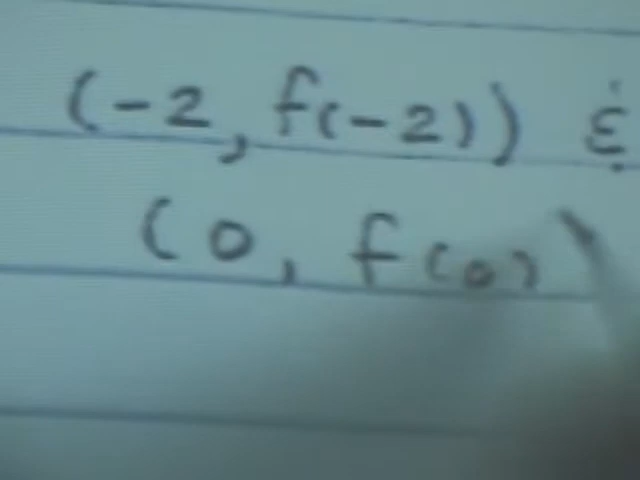 (-2, f(-2)) &
(0, f(0))